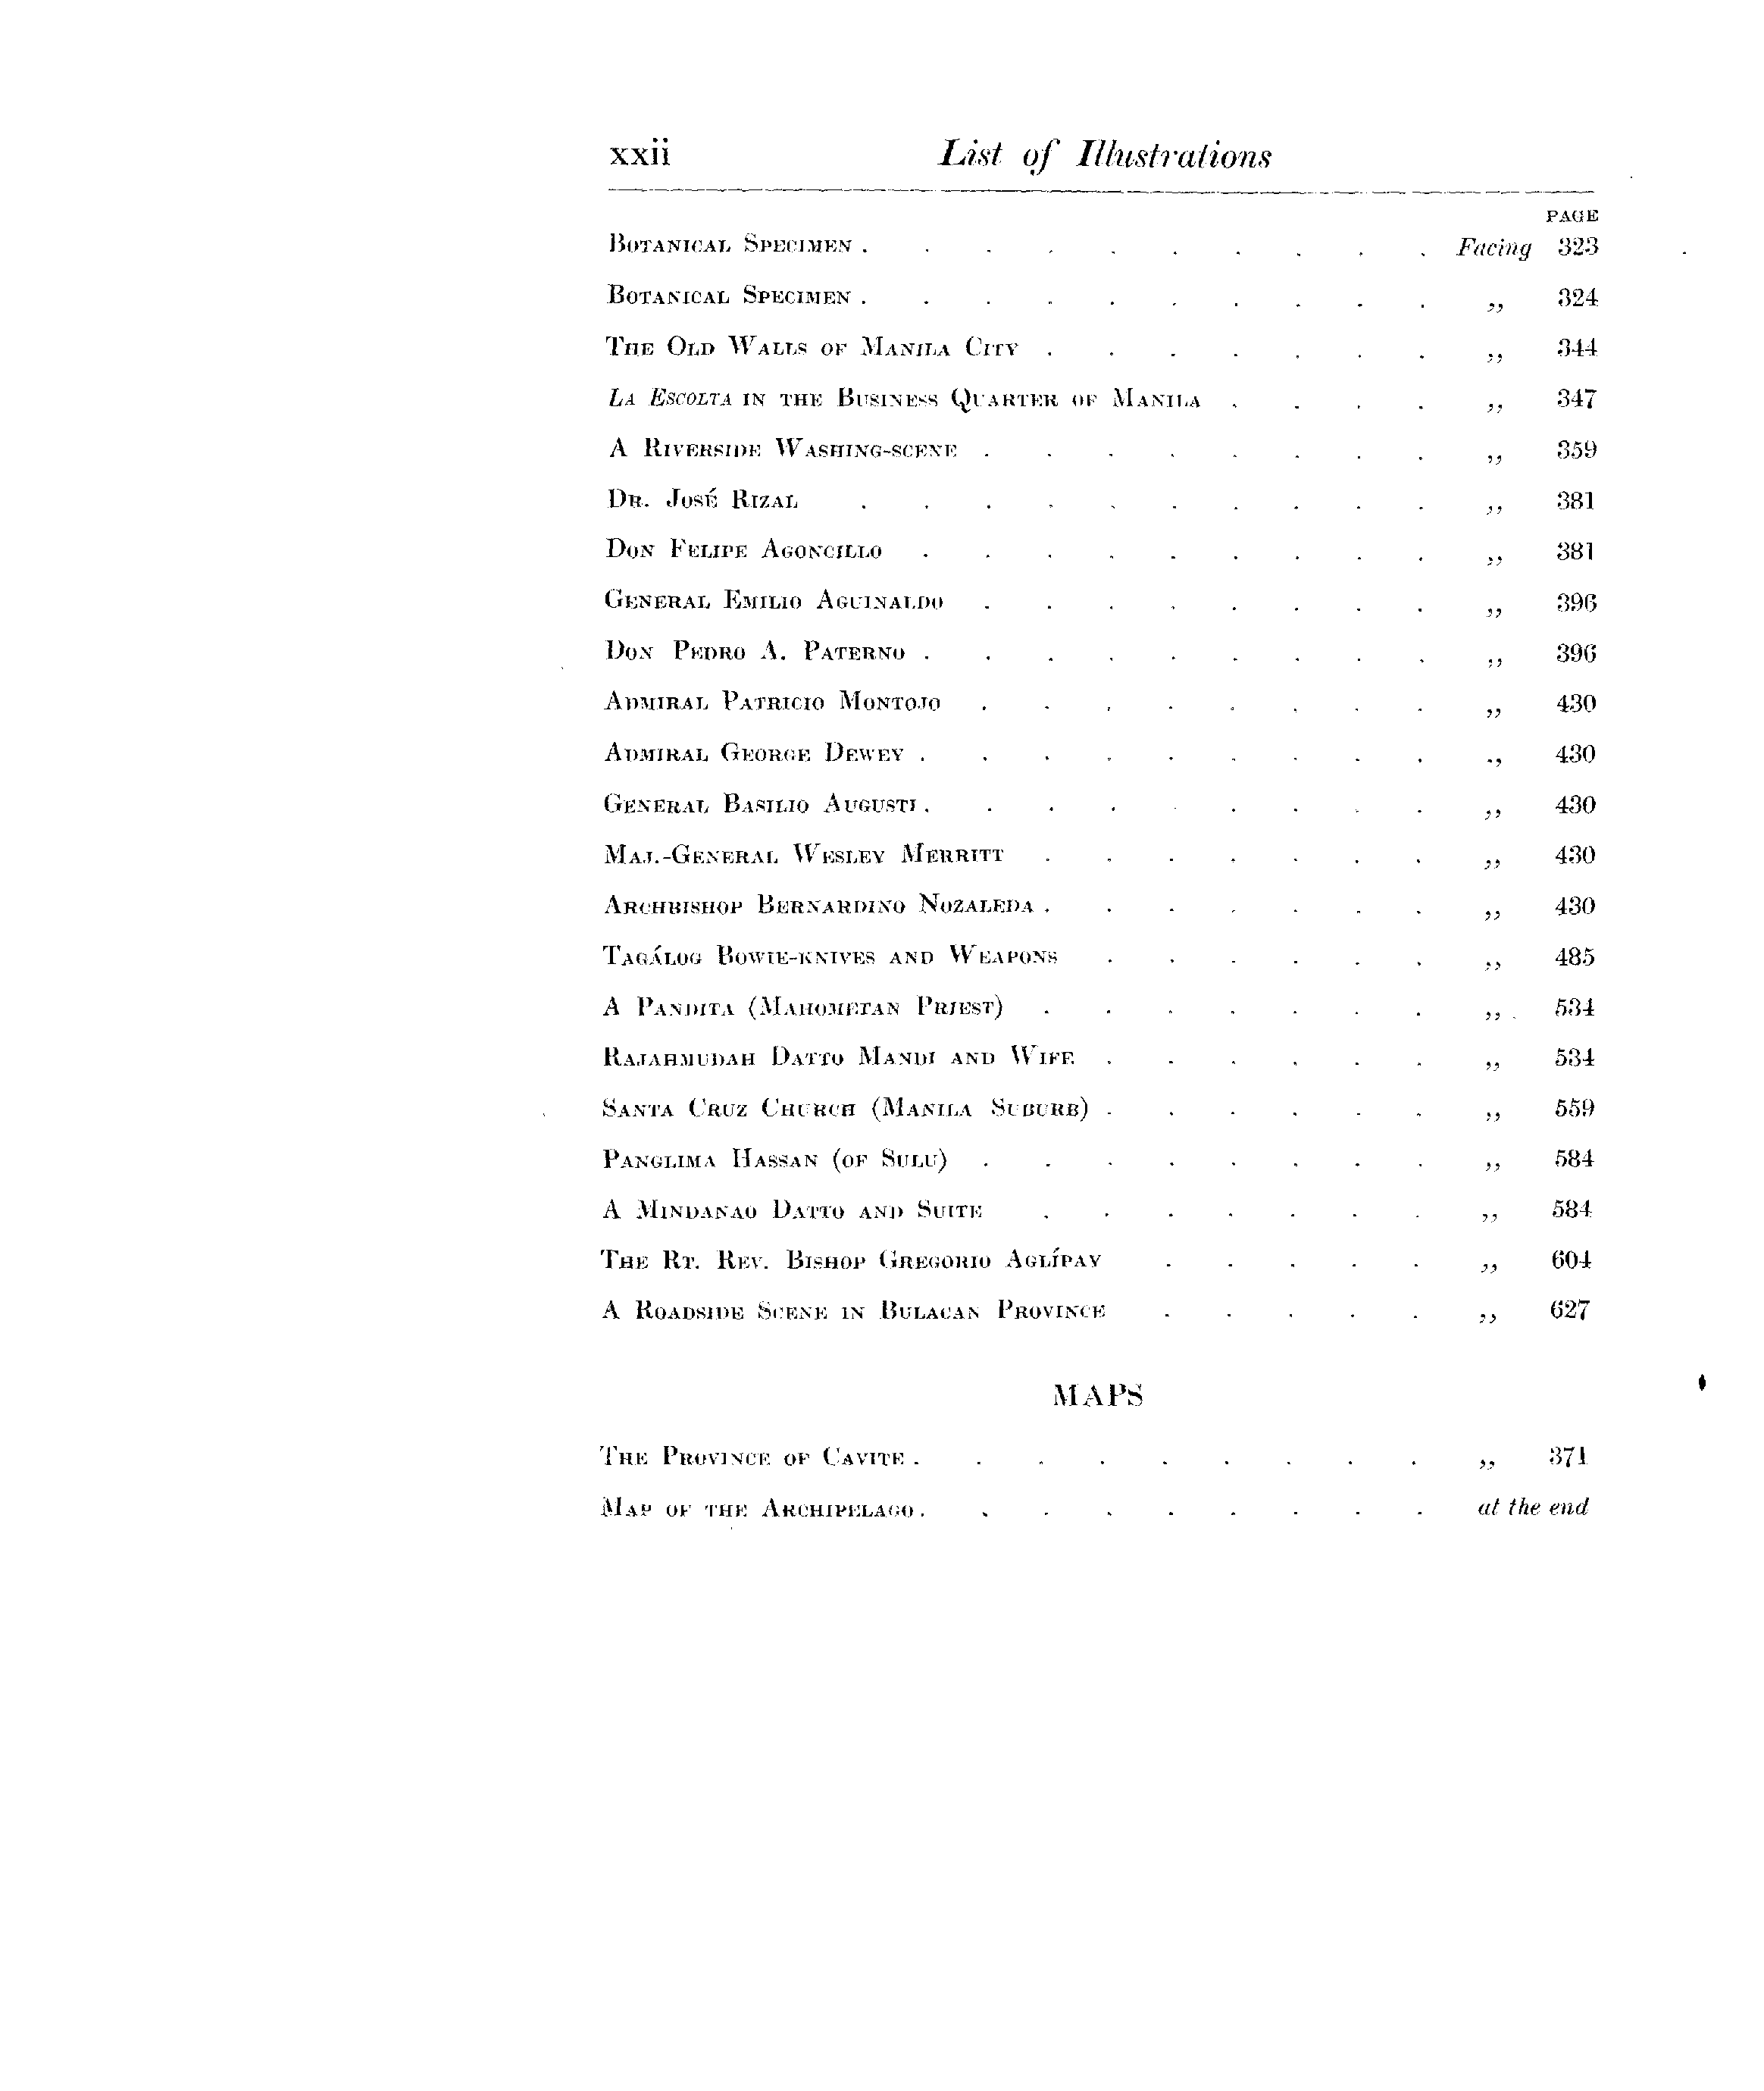 xxii List of Illustrations
PAGE
Botanical Specimen . . . . . . . . . . Facing 323
Botanical Specimen . . . . . . . . . . ,, 324
The Old Walls of Manila City . . . . . . . ,, 344
La Escolta in the Business Quarter of Manila . . . . ,, 347
A Riverside Washing-scene . . . . . . . . ,, 359
Dr. José Rizal . . . . . . . . . . ,, 381
Don Felipe Agoncillo . . . . . . . . . ,, 381
General Emilio Aguinaldo . . . . . . . . ,, 396
Don Pedro A. Paterno . . . . . . . . . ,, 396
Admiral Patricio Montojo . . . . . . . . ,, 430
Admiral George Dewey . . . . . . . . . ,, 430
General Basilio Augusti . . . . . . . . . ,, 430
Maj.-General Wesley Merritt . . . . . . . ,, 430
Archbishop Bernardino Nozaleda . . . . . . . ,, 430
Tagálog Bowie-knives and Weapons . . . . . . ,, 485
A Pandita (Mahometan Priest) . . . . . . . ,, 534
Rajahmudah Datto Mandi and Wife . . . . . . ,, 534
Santa Cruz Church (Manila Suburb) . . . . . . ,, 559
Panglima Hassan (of Sulu) . . . . . . . . ,, 584
A Mindanao Datto and Suite . . . . . . . ,, 584
The Rt. Rev. Bishop Gregorio Aglípay . . . . . ,, 604
A Roadside Scene in Bulacan Province . . . . . ,, 627
MAPS
The Province of Cavite . . . . . . . . . ,, 371
Map of the Archipelago . . . . . . . . . at the end